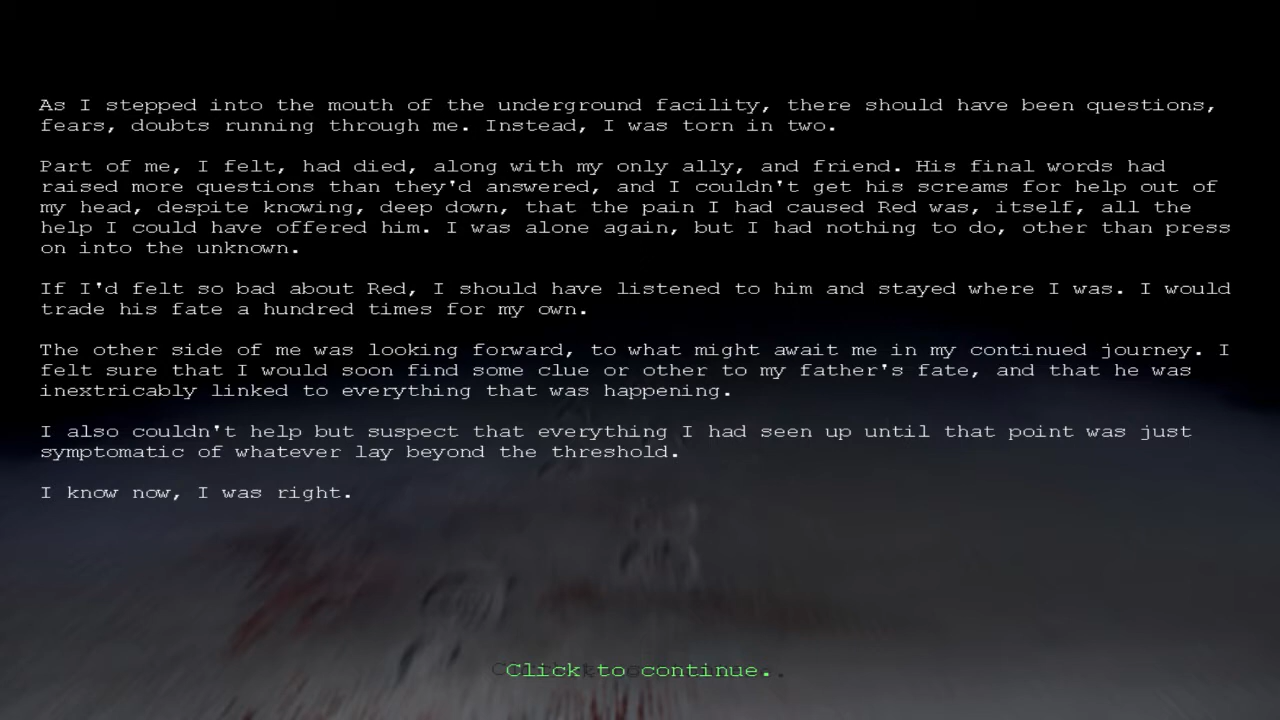 As I stepped into the mouth of the underground facility, there should have been questions,
fears, doubts running through me. Instead, I was torn in two.
Part of me, I felt, had died, along with my only ally, and friend. His final words had
raised more questions than they'd answered, and I couldn't get his screams for help out of
my head, despite knowing, deep down, that the pain I had caused Red was, itself, all the
help I could have offered him. I was alone again, but I had nothing to do, other than press
on into the unknown.
If I'd felt so bad about Red, I should have listened to him and stayed where I was. I would
trade his fate a hundred times for my own.
The other side of me was looking forward, to what might await me in my continued journey. I
felt sure that I would soon find some clue or other to my father's fate, and that he was
inextricably linked to everything that was happening.
I also couldn't help but suspect that everything I had seen up until that point was just
symptomatic of whatever lay beyond the threshold.
I know now, I was right.
Click to continue.